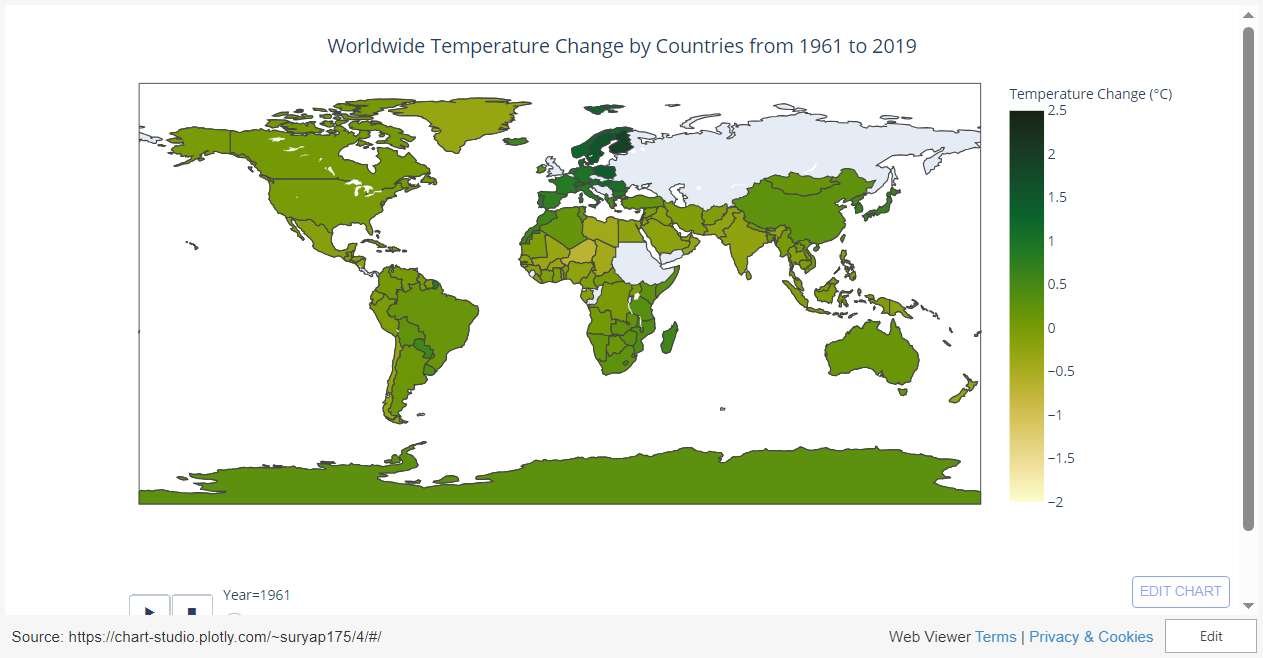 Worldwide Temperature Change by Countries from 1961 to 2019
Temperature Change (°C)
2.5
2
1.5
1
0.5
0
−0.5
−1
−1.5
−2
Year=1961
EDIT CHART
Source: https://chart-studio.plotly.com/~suryap175/4/#/
Web Viewer Terms | Privacy & Cookies
Edit